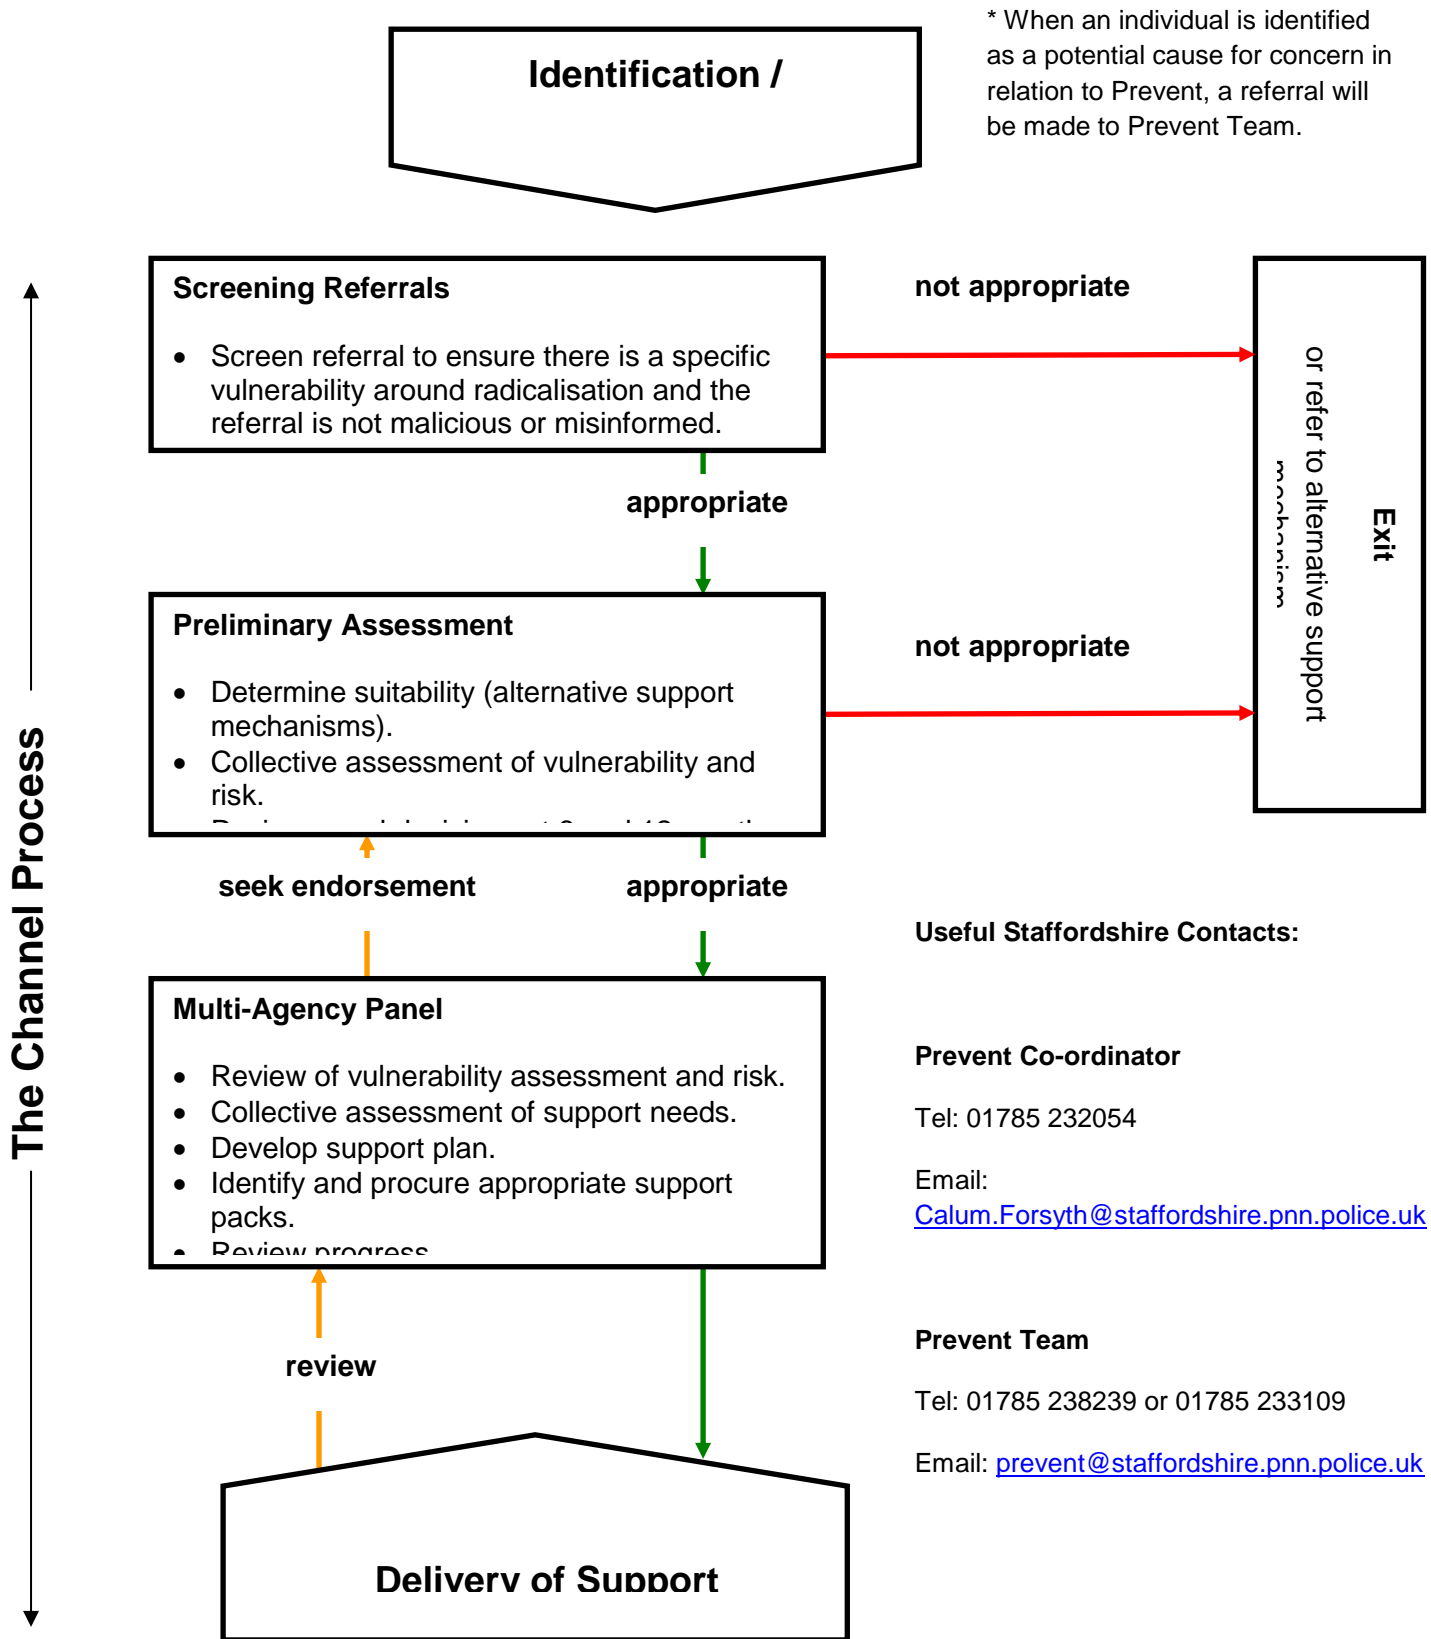 * When an individual is identified
as a potential cause for concern in
relation to Prevent, a referral will
be made to Prevent Team.
Identification /
The Channel Process
Screening Referrals
• Screen referral to ensure there is a specific
vulnerability around radicalisation and the
referral is not malicious or misinformed.
not appropriate
Exit
or refer to alternative support
mechanism
appropriate
Preliminary Assessment
• Determine suitability (alternative support
mechanisms).
• Collective assessment of vulnerability and
risk.
not appropriate
seek endorsement
appropriate
Multi-Agency Panel
• Review of vulnerability assessment and risk.
• Collective assessment of support needs.
• Develop support plan.
• Identify and procure appropriate support
packs.
• Review progress
review
Delivery of Support
Useful Staffordshire Contacts:
Prevent Co-ordinator
Tel: 01785 232054
Email:
Calum.Forsyth@staffordshire.pnn.police.uk
Prevent Team
Tel: 01785 238239 or 01785 233109
Email: prevent@staffordshire.pnn.police.uk